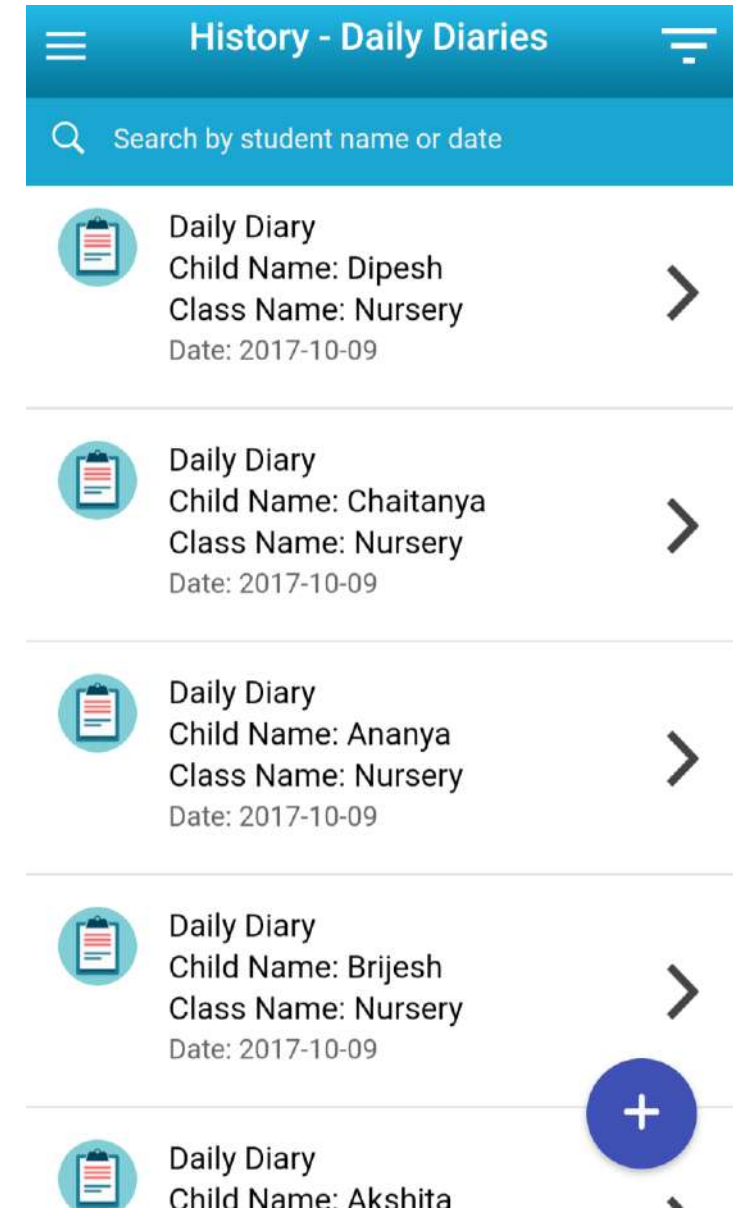 History - Daily Diaries
Search by student name or date
Daily Diary
Child Name: Dipesh
Class Name: Nursery
Date: 2017-10-09
Daily Diary
Child Name: Chaitanya
Class Name: Nursery
Date: 2017-10-09
Daily Diary
Child Name: Ananya
Class Name: Nursery
Date: 2017-10-09
Daily Diary
Child Name: Brijesh
Class Name: Nursery
Date: 2017-10-09
Daily Diary
Child Name: Akshita